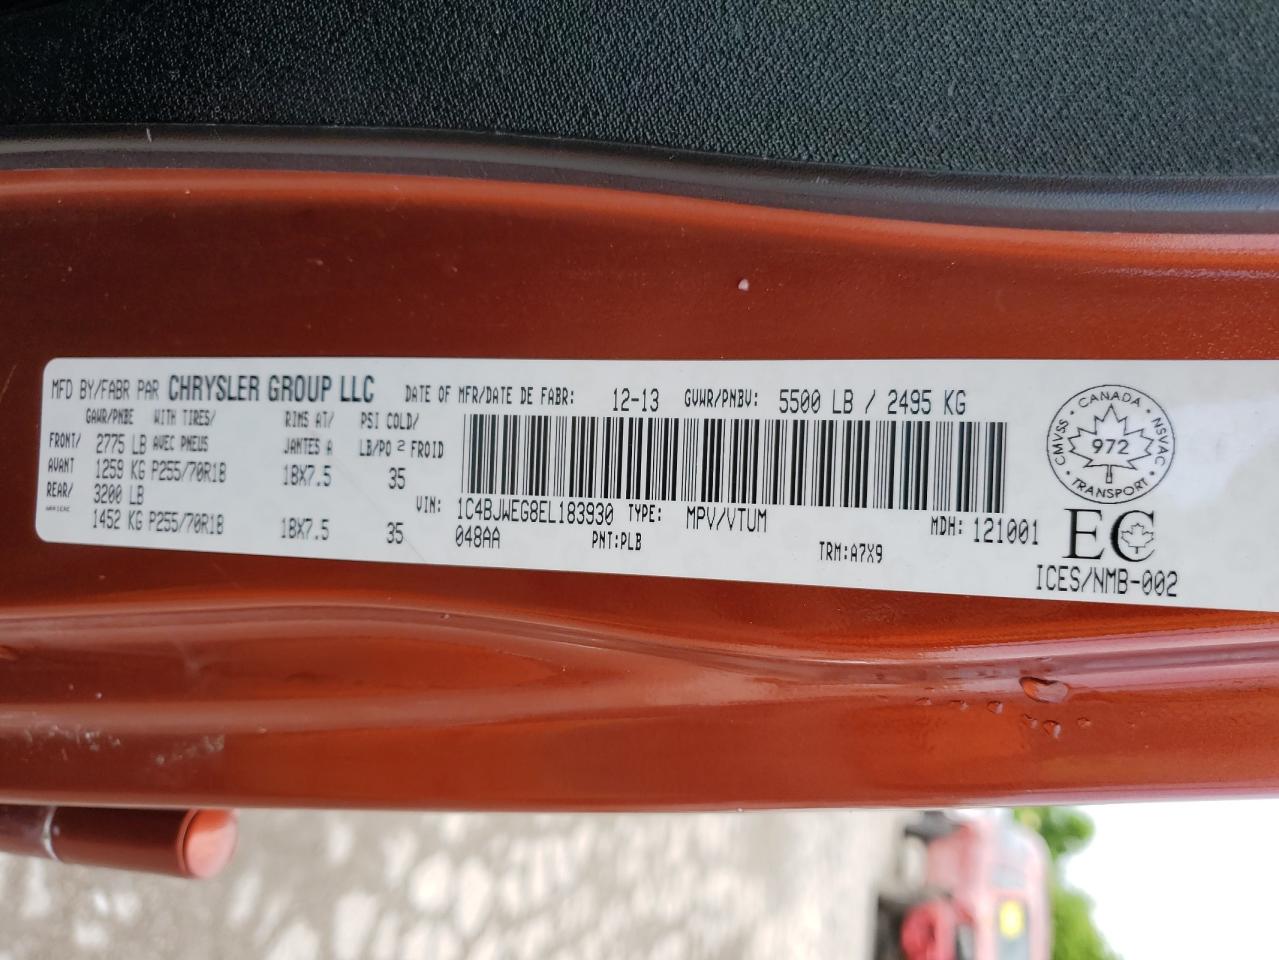 MFD BY/FABR PAR CHRYSLER GROUP LLC DATE OF MFR/DATE DE FABR: 12-13 GVWR/PNBV: 5500 LB / 2495 KG
GAWR/PNBE WITH TIRES/ RIMS AT/ PSI COLD/
FRONT/ 2775 LB AVEC PNEUS JANTES A LB/PO 2 FROID
AVANT 1259 KG P255/70R18 18X7.5 35
REAR/ 3200 LB
1452 KG P255/70R18 18X7.5 35
VIN: 1C4BJWEG8EL183930 TYPE: MPV/VTUM MDH: 121001
048AA PNT:PLB TRM:A7X9
CANADA
CMVSS 972 NSVAC
TRANSPORT
EC
ICES/NMB-002